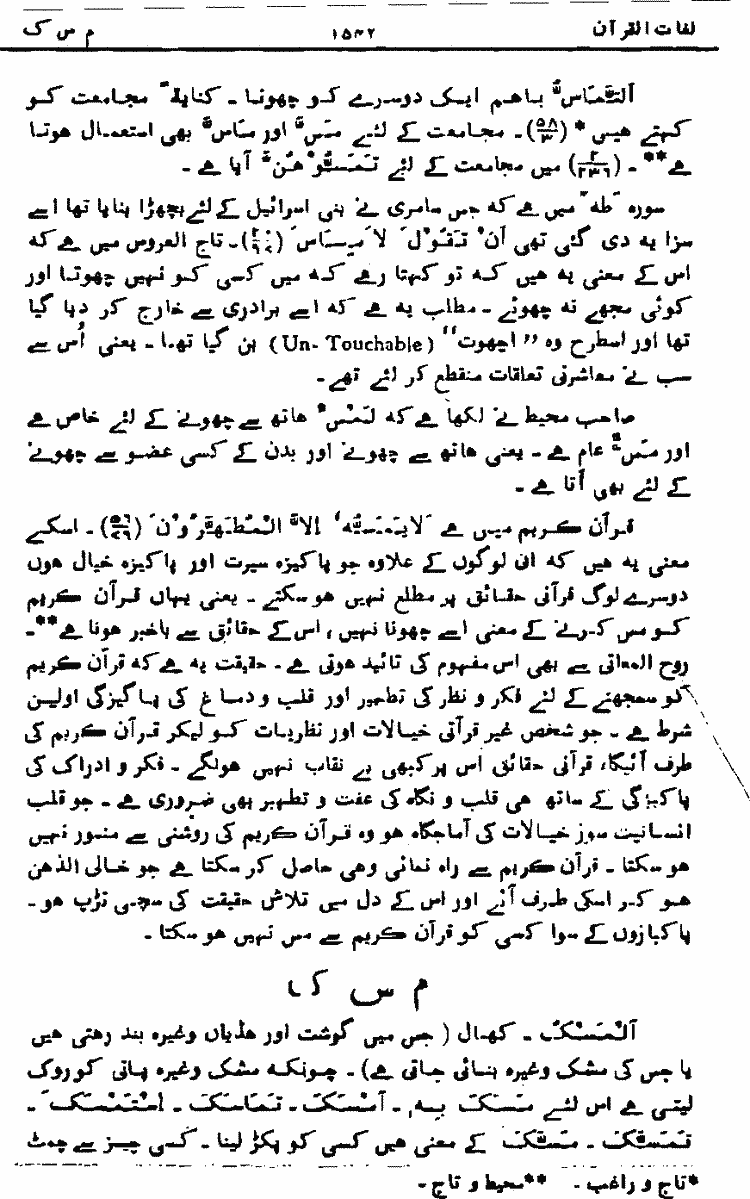 لغات القرآن ۱۵۴۲ م س ک
اَلتَّمَاسُّ باہم ایک دوسرے کو چھونا ۔ کنایۃً مجامعت کو
کہتے ہیں* (۵۸/۳)۔ مجامعت کے لئے مَسَّ اور مَاسَّ بھی استعمال ہوتا
ہے** ۔ (۲/۲۳۶) میں مجامعت کے لئے تَمَسُّوْھُنَّ آیا ہے ۔
سورہ طٰہٰ میں ہے کہ جس سامری نے بنی اسرائیل کے لئے بچھڑا بنایا تھا اسے
سزا یہ دی گئی تھی اَنْ تَقُوْلَ لَا مِسَاسَ (۲۰/۹۷)۔ تاج العروس میں ہے کہ
اس کے معنی یہ ہیں کہ تو کہتا رہے کہ میں کسی کو نہیں چھوتا اور
کوئی مجھے نہ چھوئے ۔ مطلب یہ ہے کہ اسے برادری سے خارج کر دیا گیا
تھا اور اسطرح وہ ’’اچھوت‘‘ (Un- Touchable) بن گیا تھا ۔ یعنی اُس سے
سب نے معاشرتی تعلقات منقطع کر لئے تھے۔
صاحب محیط نے لکھا ہے کہ لَمْسٌ ہاتھ سے چھونے کے لئے خاص ہے
اور مَسٌّ عام ہے ۔ یعنی ہاتھ سے چھونے اور بدن کے کسی عضو سے چھونے
کے لئے بھی آتا ہے ۔
قرآن کریم میں ہے لَایَمَسُّہٗ اِلَّا الْمُطَہَّرُوْنَ (۵۶/۷۹) ۔ اسکے
معنی یہ ہیں کہ ان لوگوں کے علاوہ جو پاکیزہ سیرت اور پاکیزہ خیال ہوں
دوسرے لوگ قرآنی حقائق پر مطلع نہیں ہو سکتے ۔ یعنی یہاں قرآن کریم
کو مس کرنے کے معنی اسے چھونا نہیں، اس کے حقائق سے باخبر ہونا ہے**۔
روح المعانی سے بھی اس مفہوم کی تائید ہوتی ہے ۔ حقیقت یہ ہے کہ قرآن کریم
کو سمجھنے کے لئے فکر و نظر کی تطہیر اور قلب و دماغ کی پاکیزگی اولین
شرط ہے ۔ جو شخص غیر قرآنی خیالات اور نظریات کو لیکر قرآن کریم کی
طرف آئیگا، قرآنی حقائق اس پر کبھی بے نقاب نہیں ہونگے ۔ فکر و ادراک کی
پاکیزگی کے ساتھ ہی قلب و نگاہ کی عفت و تطہیر بھی ضروری ہے ۔ جو قلب
انسانیت سوز خیالات کی آماجگاہ ہو وہ قرآن کریم کی روشنی سے منور نہیں
ہو سکتا ۔ قرآن کریم سے راہ نمائی وہی حاصل کر سکتا ہے جو خالی الذھن
ہو کر اسکی طرف آئے اور اس کے دل میں تلاش حقیقت کی سچی تڑپ ہو ۔
پاکبازوں کے سوا کسی کو قرآن کریم سے مس نہیں ہو سکتا ۔
م س ک
اَلْمَسْکُ ۔ کھال (جس میں گوشت اور ہڈیاں وغیرہ بند رہتی ہیں
یا جس کی مشک وغیرہ بنائی جاتی ہے) ۔ چونکہ مشک وغیرہ پانی کو روک
لیتی ہے اس لئے مَسَکَ بِہٖ ۔ اَمْسَکَ ۔ تَمَاسَکَ ۔ اِسْتَمْسَکَ ۔
تَمَسَّکَ ۔ مَسَّکَ کے معنی ہیں کسی کو پکڑ لینا ۔ کسی چیز سے چمٹ
*تاج و راغب ۔ **محیط و تاج ۔